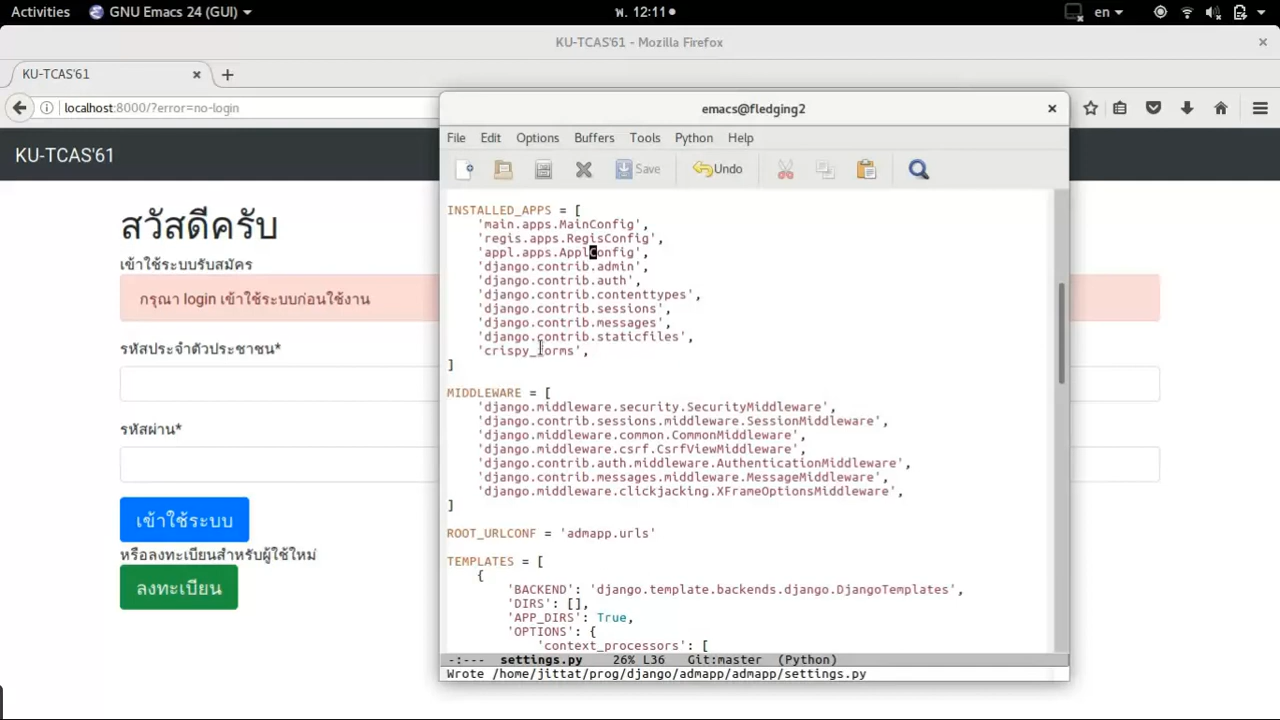 Activities GNU Emacs 24 (GUI) พ. 12:11 en
KU-TCAS'61 - Mozilla Firefox
KU-TCAS'61
localhost:8000/?error=no-login
KU-TCAS'61
สวัสดีครับ
เข้าใช้ระบบรับสมัคร
กรุณา login เข้าใช้ระบบก่อนใช้งาน
รหัสประจำตัวประชาชน*
รหัสผ่าน*
เข้าใช้ระบบ
หรือลงทะเบียนสำหรับผู้ใช้ใหม่
ลงทะเบียน
emacs@fledging2
File Edit Options Buffers Tools Python Help
Save Undo
INSTALLED_APPS = [
'main.apps.MainConfig',
'regis.apps.RegisConfig',
'appl.apps.ApplConfig',
'django.contrib.admin',
'django.contrib.auth',
'django.contrib.contenttypes',
'django.contrib.sessions',
'django.contrib.messages',
'django.contrib.staticfiles',
'crispy_forms',
]
MIDDLEWARE = [
'django.middleware.security.SecurityMiddleware',
'django.contrib.sessions.middleware.SessionMiddleware',
'django.middleware.common.CommonMiddleware',
'django.middleware.csrf.CsrfViewMiddleware',
'django.contrib.auth.middleware.AuthenticationMiddleware',
'django.contrib.messages.middleware.MessageMiddleware',
'django.middleware.clickjacking.XFrameOptionsMiddleware',
]
ROOT_URLCONF = 'admapp.urls'
TEMPLATES = [
{
'BACKEND': 'django.template.backends.django.DjangoTemplates',
'DIRS': [],
'APP_DIRS': True,
'OPTIONS': {
'context_processors': [
-:--- settings.py 26% L36 Git:master (Python)
Wrote /home/jittat/prog/django/admapp/admapp/settings.py